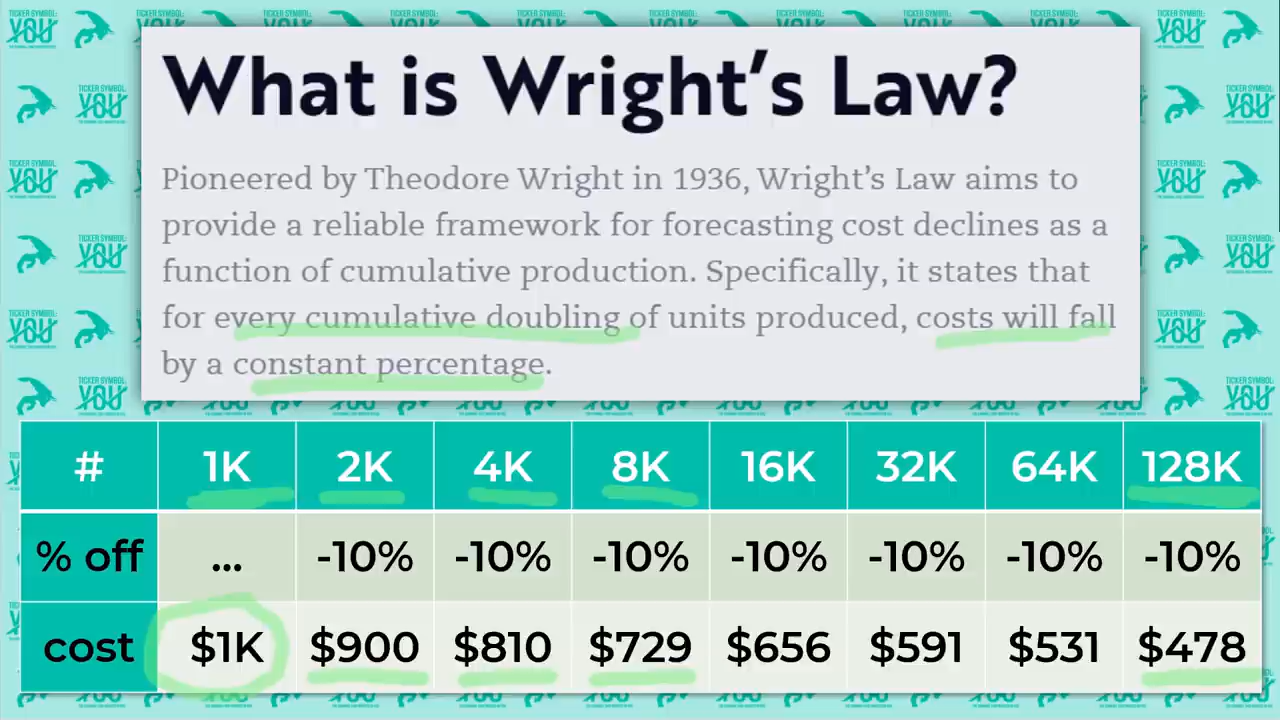 What is Wright's Law?
Pioneered by Theodore Wright in 1936, Wright's Law aims to
provide a reliable framework for forecasting cost declines as a
function of cumulative production. Specifically, it states that
for every cumulative doubling of units produced, costs will fall
by a constant percentage.
# 1K 2K 4K 8K 16K 32K 64K 128K
% off ... -10% -10% -10% -10% -10% -10% -10%
cost $1K $900 $810 $729 $656 $591 $531 $478
TICKER SYMBOL:
YOU